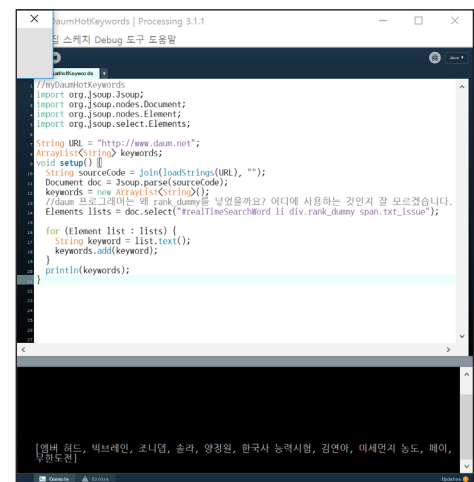 DaumHotKeywords | Processing 3.1.1
집 스케치 Debug 도구 도움말
Java
aumHotKeywords
//myDaumHotKeywords
import org.jsoup.Jsoup;
import org.jsoup.nodes.Document;
import org.jsoup.nodes.Element;
import org.jsoup.select.Elements;
String URL = "http://www.daum.net";
ArrayList<String> keywords;
void setup() {
String sourceCode = join(loadStrings(URL), "");
Document doc = Jsoup.parse(sourceCode);
keywords = new ArrayList<String>();
//daum 프로그래머는 왜 rank_dummy를 넣었을까요? 어디에 사용하는 것인지 잘 모르겠습니다.
Elements lists = doc.select("#realTimeSearchWord li div.rank_dummy span.txt_issue");
for (Element list : lists) {
String keyword = list.text();
keywords.add(keyword);
}
println(keywords);
}
[엠버 허드, 빅브레인, 조니뎁, 솔라, 양정원, 한국사 능력시험, 김연아, 미세먼지 농도, 페이,
무한도전]
Console Errors Updates